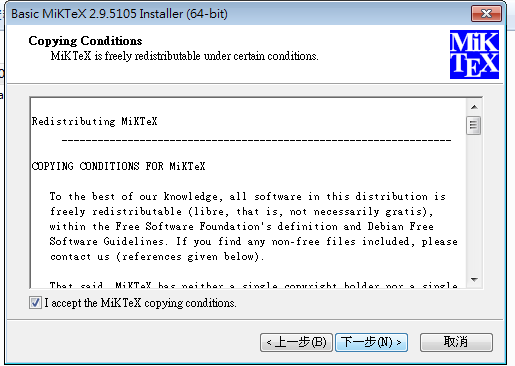 Basic MiKTeX 2.9.5105 Installer (64-bit)
Copying Conditions
MiKTeX is freely redistributable under certain conditions.
MiK
TEX
Redistributing MiKTeX
-----------------------------------------------------------------
COPYING CONDITIONS FOR MiKTeX
To the best of our knowledge, all software in this distribution is
freely redistributable (libre, that is, not necessarily gratis),
within the Free Software Foundation's definition and Debian Free
Software Guidelines. If you find any non-free files included, please
contact us (references given below).
That said, MiKTeX has neither a single copyright holder nor a single
I accept the MiKTeX copying conditions.
< 上一步(B)
下一步(N) >
取消